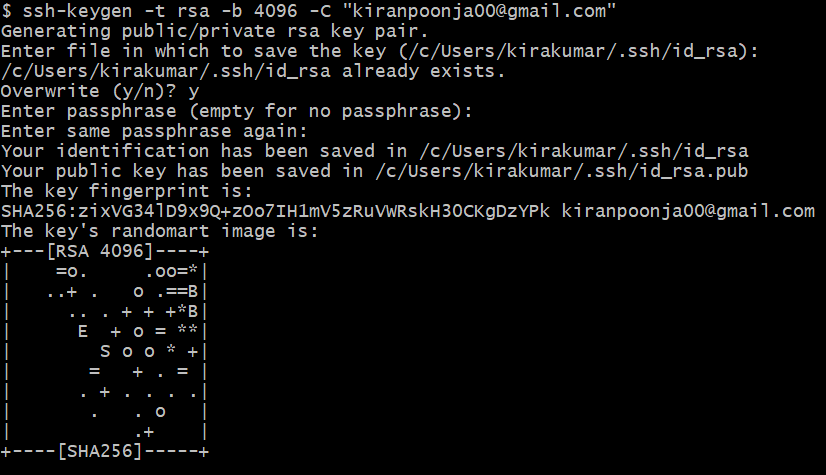 $ ssh-keygen -t rsa -b 4096 -C "kiranpoonja00@gmail.com"
Generating public/private rsa key pair.
Enter file in which to save the key (/c/Users/kirakumar/.ssh/id_rsa):
/c/Users/kirakumar/.ssh/id_rsa already exists.
Overwrite (y/n)? y
Enter passphrase (empty for no passphrase):
Enter same passphrase again:
Your identification has been saved in /c/Users/kirakumar/.ssh/id_rsa
Your public key has been saved in /c/Users/kirakumar/.ssh/id_rsa.pub
The key fingerprint is:
SHA256:zixVG34lD9x9Q+zOo7IH1mV5zRuVWRskH3OCKgDzYPk kiranpoonja00@gmail.com
The key's randomart image is:
+---[RSA 4096]----+
|    =o.     .oo=*|
|   ..+ .   o .==B|
|     .. . + + +*B|
|      E  + o = **|
|        S o o * +|
|       =   + . = |
|      . + . . . .|
|       .   . o   |
|           .+    |
+----[SHA256]-----+